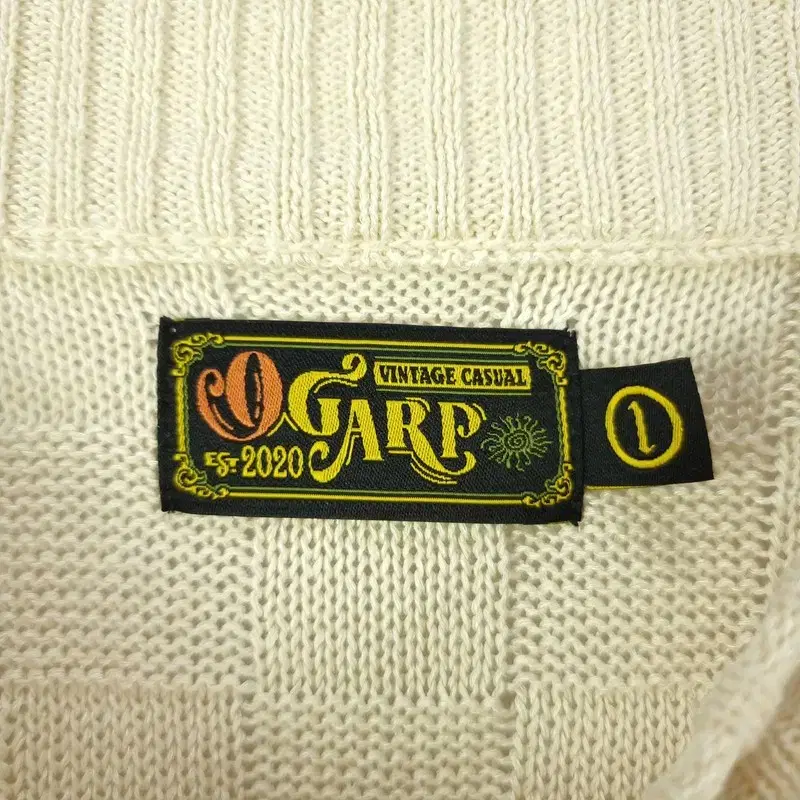 VINTAGE CASUAL
OGARP
EST. 2020
1